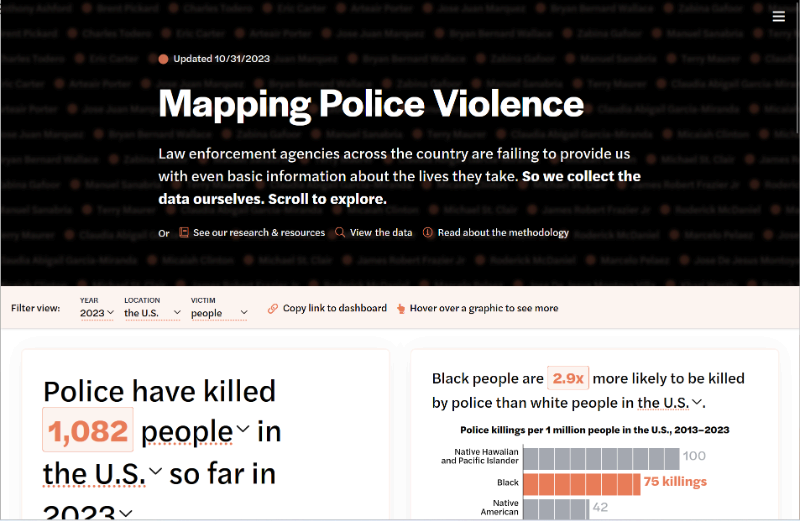 Updated 10/31/2023
Mapping Police Violence
Law enforcement agencies across the country are failing to provide us
with even basic information about the lives they take. So we collect the
data ourselves. Scroll to explore.
Or See our research & resources View the data Read about the methodology
Filter view:
YEAR
2023
LOCATION
the U.S.
VICTIM
people
Copy link to dashboard
Hover over a graphic to see more
Police have killed
1,082 people in
the U.S. so far in
2023
Black people are 2.9x more likely to be killed
by police than white people in the U.S.
Police killings per 1 million people in the U.S., 2013–2023
Native Hawaiian
and Pacific Islander 100
Black 75 killings
Native
American 42